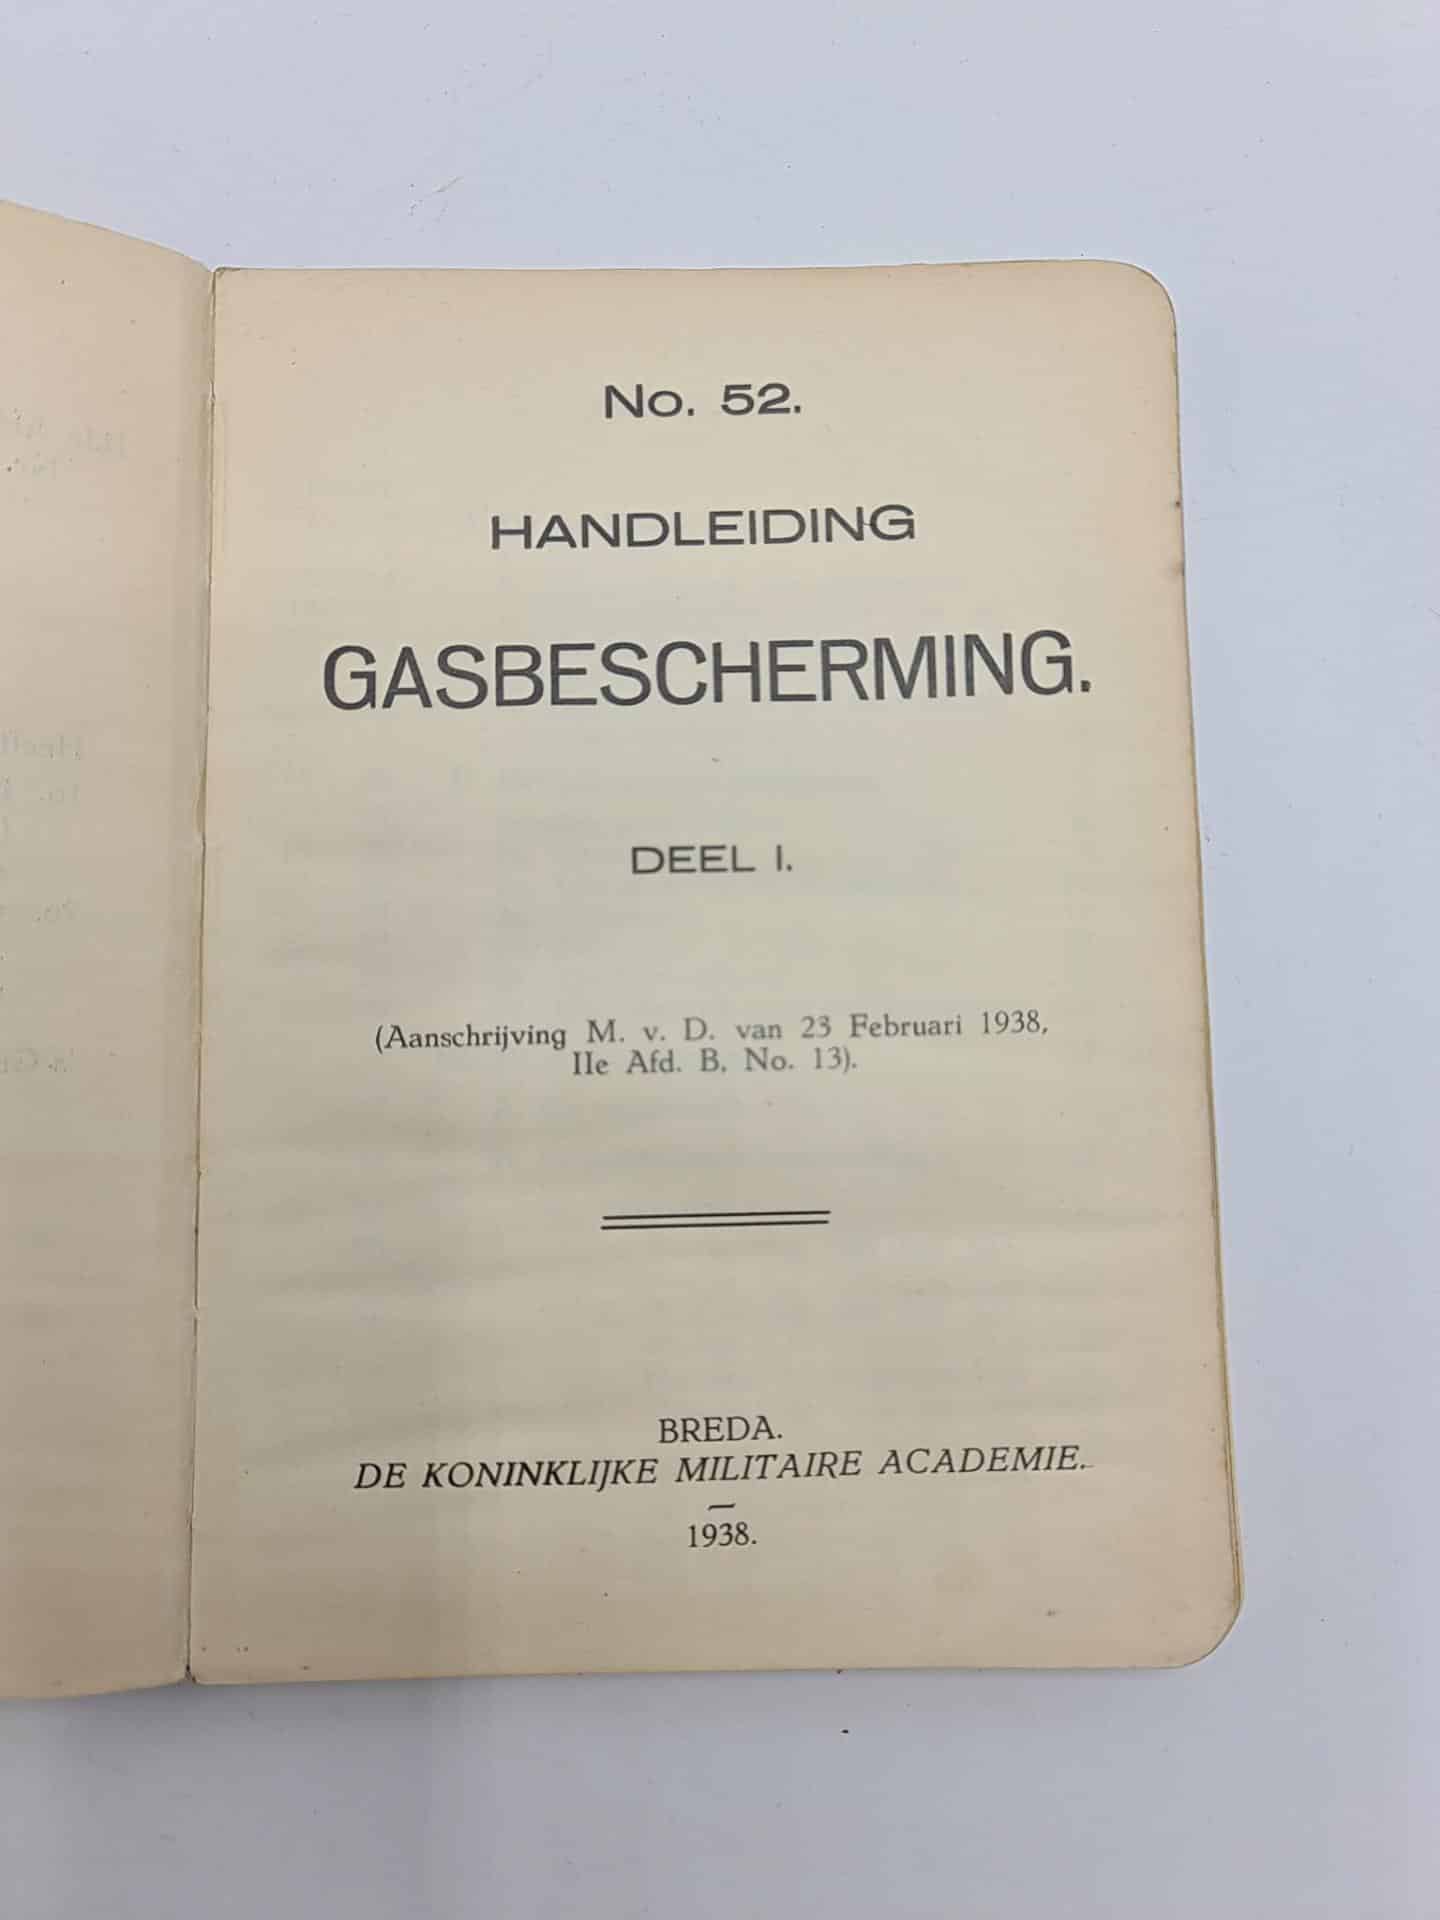 No. 52.
HANDLEIDING
GASBESCHERMING.
DEEL I.
(Aanschrijving M. v. D. van 23 Februari 1938,
IIe Afd. B, No. 13).
BREDA.
DE KONINKLIJKE MILITAIRE ACADEMIE.
1938.